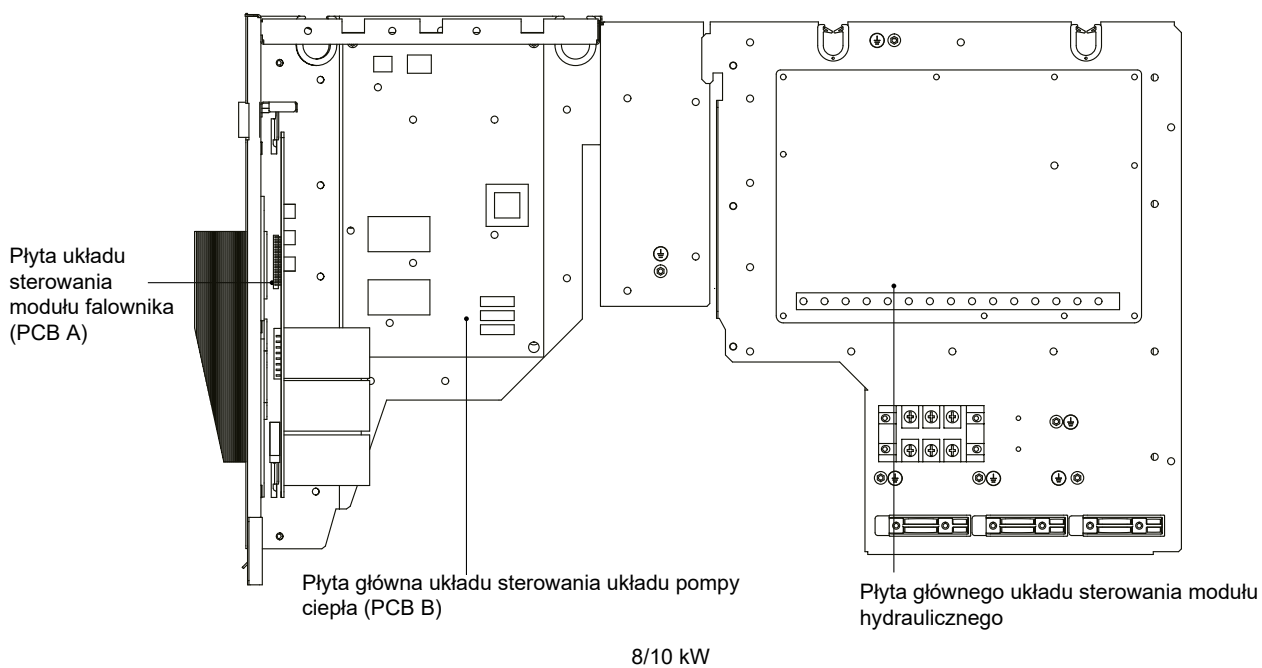 Płyta układu
sterowania
modułu falownika
(PCB A)
Płyta główna układu sterowania układu pompy
ciepła (PCB B)
Płyta głównego układu sterowania modułu
hydraulicznego
8/10 kW